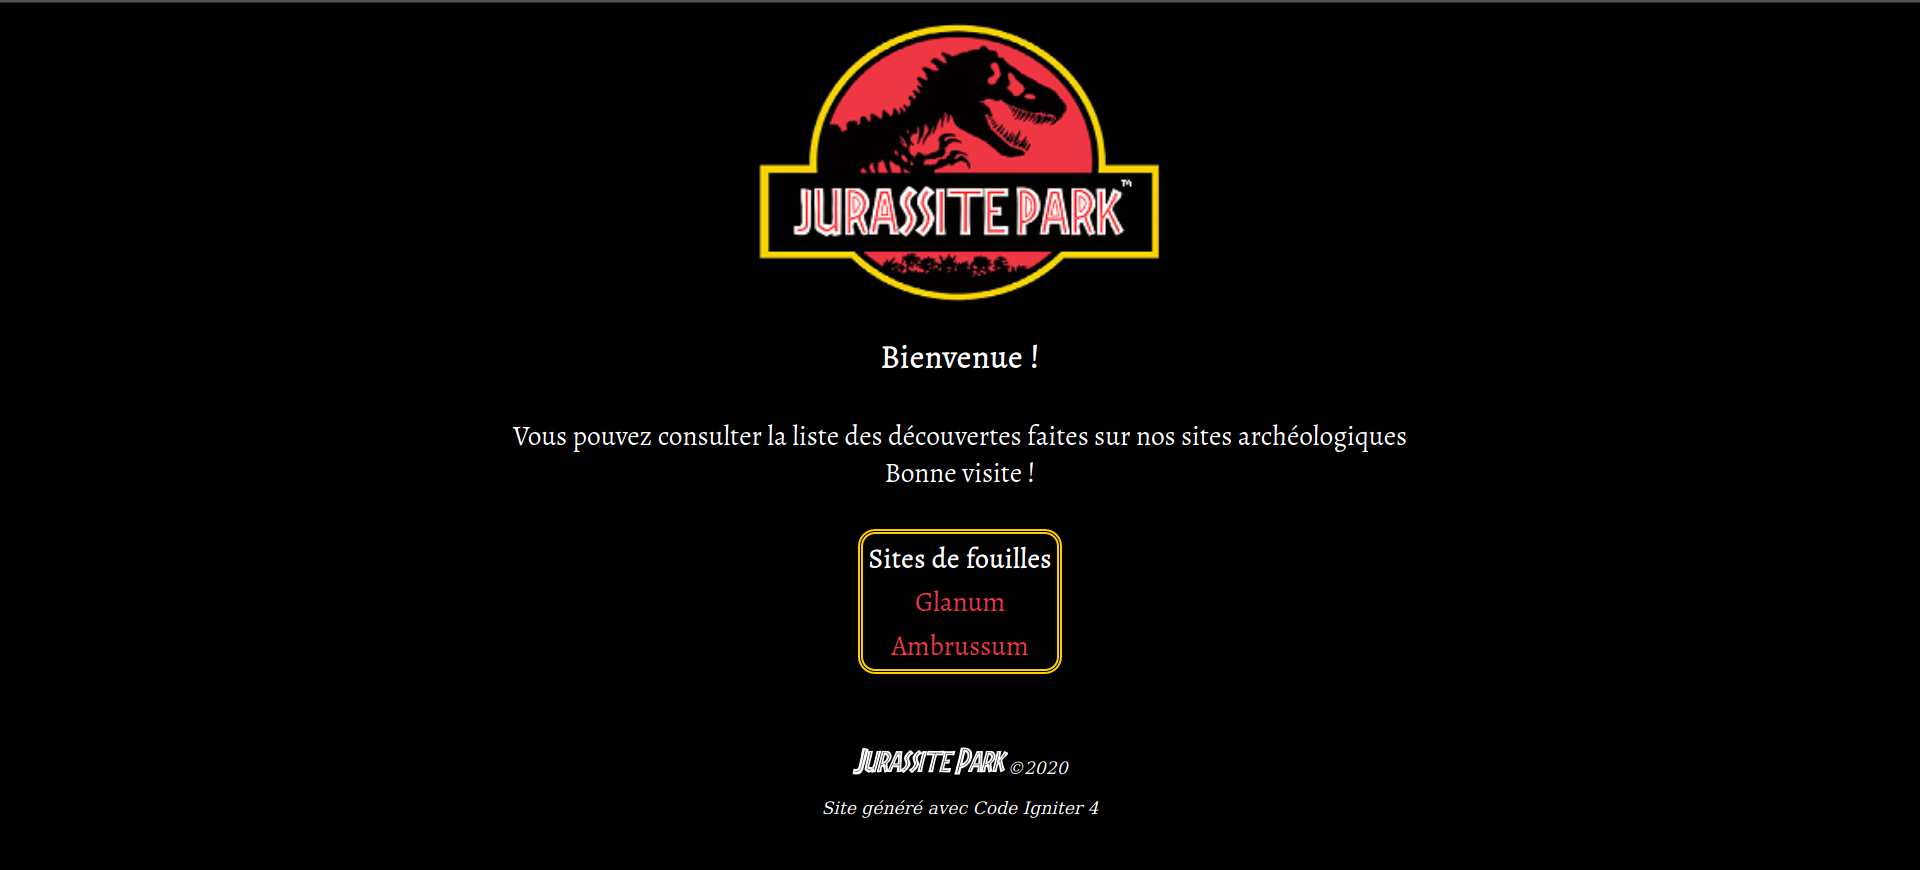 JURASSITE PARK™
Bienvenue !
Vous pouvez consulter la liste des découvertes faites sur nos sites archéologiques
Bonne visite !
Sites de fouilles
Glanum
Ambrussum
JURASSITE PARK ©2020
Site généré avec Code Igniter 4